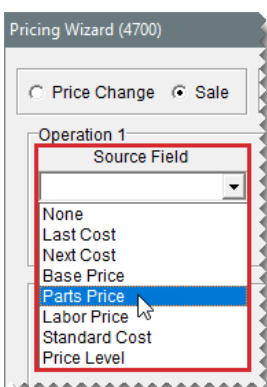 Pricing Wizard (4700)
Price Change Sale
Operation 1
Source Field
None
Last Cost
Next Cost
Base Price
Parts Price
Labor Price
Standard Cost
Price Level